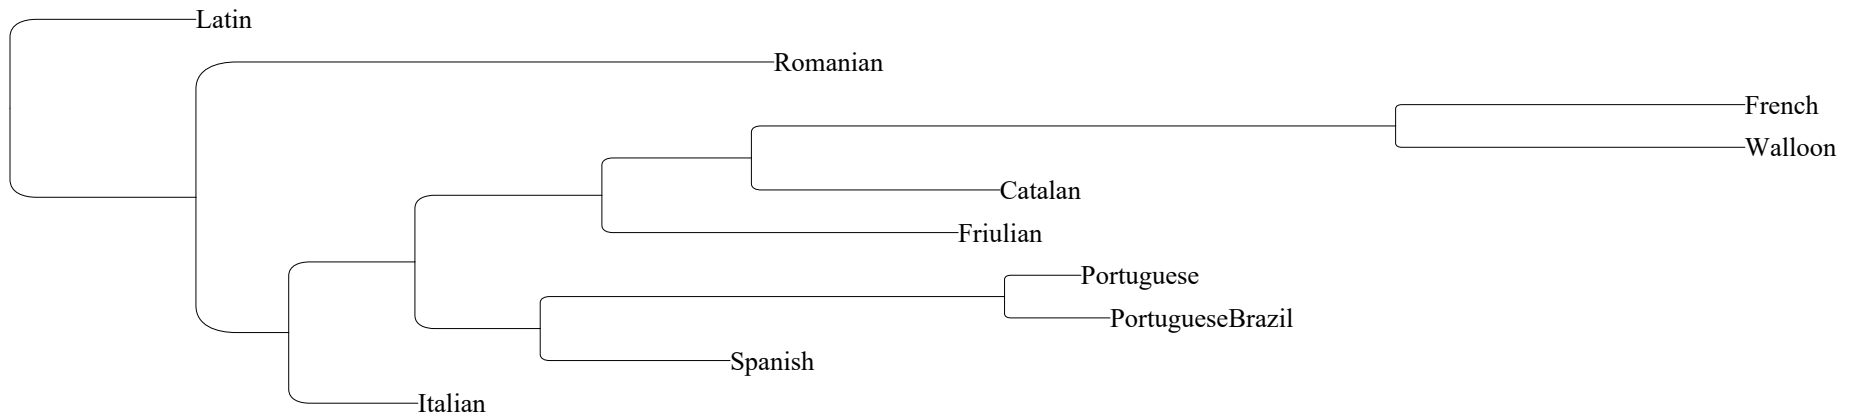 Latin
Romanian
French
Walloon
Catalan
Friulian
Portuguese
PortugueseBrazil
Spanish
Italian